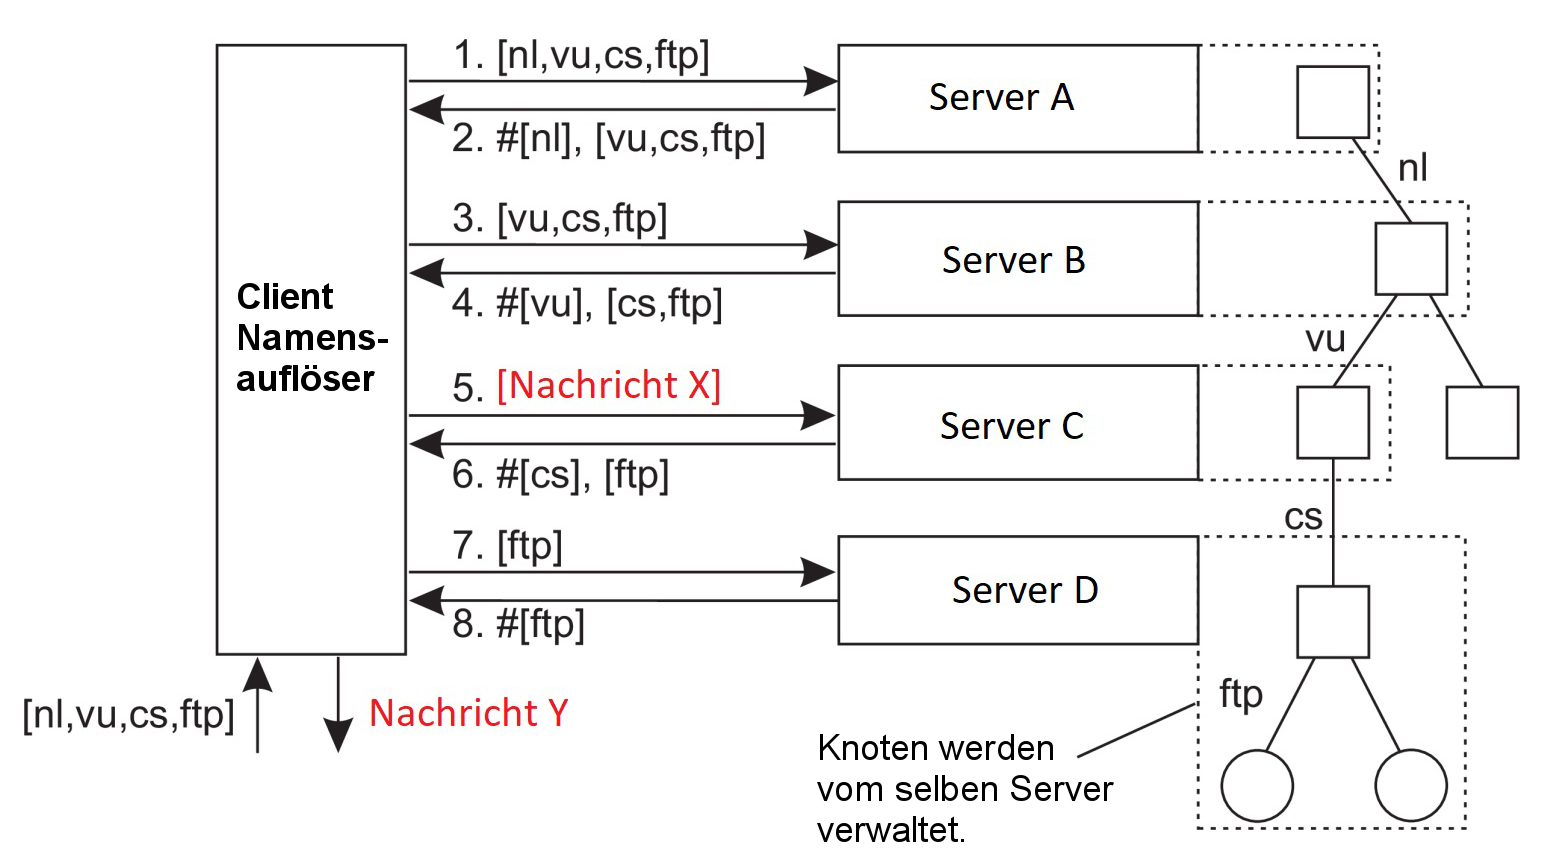 1. [nl,vu,cs,ftp]
Server A
2. #[nl], [vu,cs,ftp]
nl
3. [vu,cs,ftp]
Server B
4. #[vu], [cs,ftp]
vu
Client
Namens-
auflöser
5. [Nachricht X]
Server C
6. #[cs], [ftp]
cs
7. [ftp]
Server D
8. #[ftp]
ftp
[nl,vu,cs,ftp]
Nachricht Y
Knoten werden
vom selben Server
verwaltet.